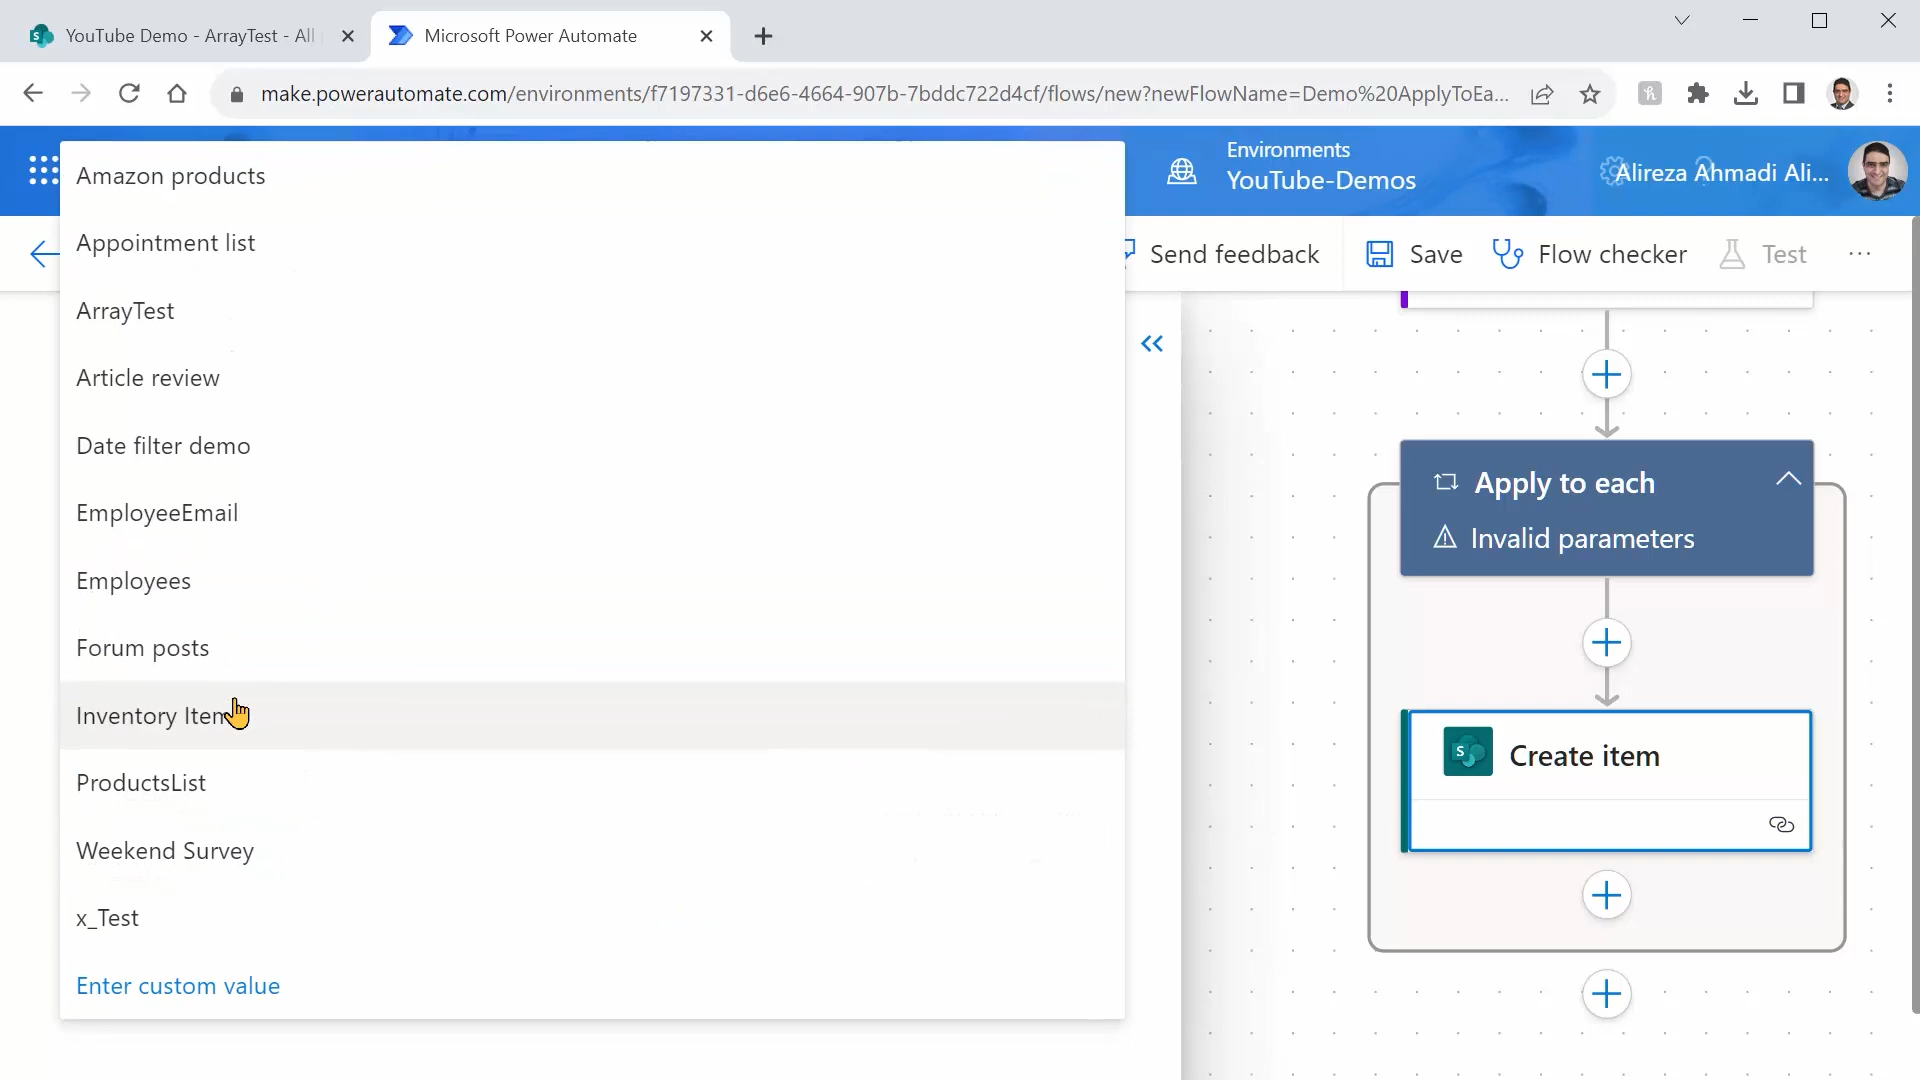 YouTube Demo - ArrayTest - All
Microsoft Power Automate
make.powerautomate.com/environments/f7197331-d6e6-4664-907b-7bddc722d4cf/flows/new?newFlowName=Demo%20ApplyToEa...
Environments
YouTube-Demos
Alireza Ahmadi Ali...
Send feedback
Save
Flow checker
Test
Amazon products
Appointment list
ArrayTest
Article review
Date filter demo
EmployeeEmail
Employees
Forum posts
Inventory Item
ProductsList
Weekend Survey
x_Test
Enter custom value
Apply to each
Invalid parameters
Create item